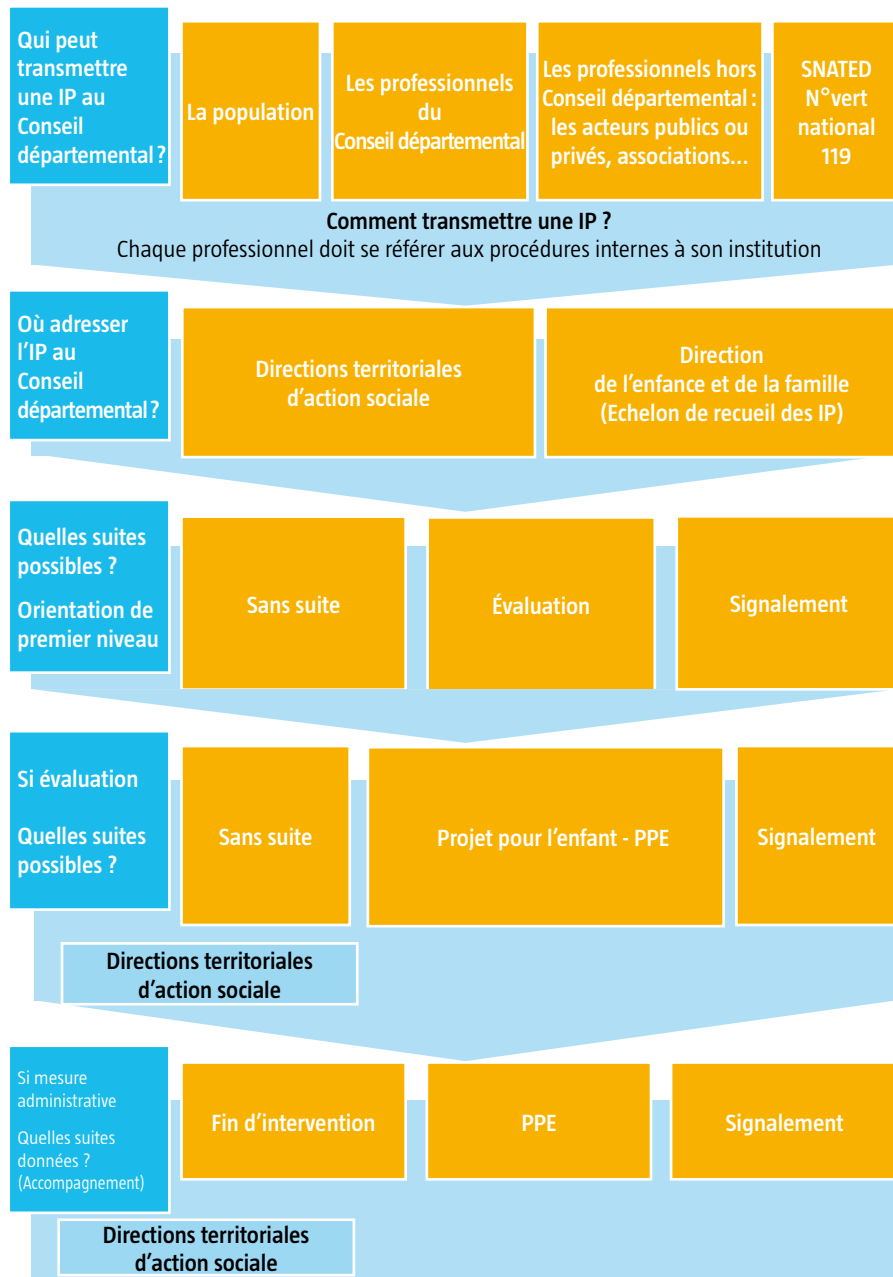 Qui peut
transmettre
une IP au
Conseil
départemental ?
La population
Les professionnels
du
Conseil départemental
Les professionnels hors
Conseil départemental :
les acteurs publics ou
privés, associations...
SNATED
N°vert
national
119
Comment transmettre une IP ?
Chaque professionnel doit se référer aux procédures internes à son institution
Où adresser
l'IP au
Conseil
départemental ?
Directions territoriales
d'action sociale
Direction
de l'enfance et de la famille
(Echelon de recueil des IP)
Quelles suites
possibles ?
Orientation de
premier niveau
Sans suite
Évaluation
Signalement
Si évaluation
Quelles suites
possibles ?
Sans suite
Projet pour l'enfant - PPE
Signalement
Directions territoriales
d'action sociale
Si mesure
administrative
Quelles suites
données ?
(Accompagnement)
Fin d'intervention
PPE
Signalement
Directions territoriales
d'action sociale